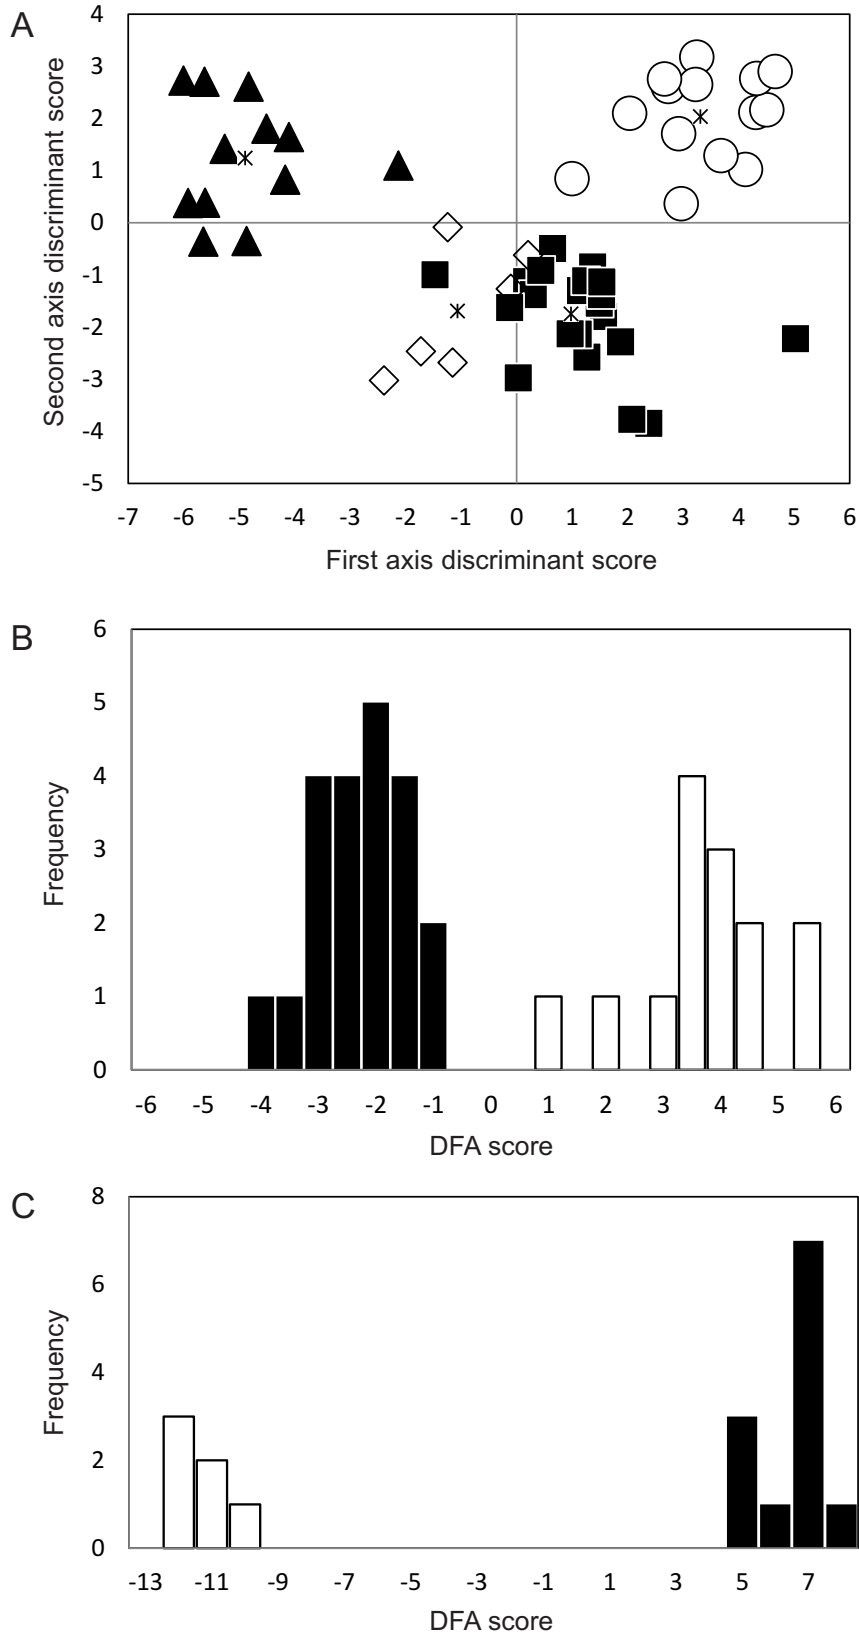 A
Second axis discriminant score
4
3
2
1
0
-1
-2
-3
-4
-5
-7 -6 -5 -4 -3 -2 -1 0 1 2 3 4 5 6
First axis discriminant score
B
Frequency
6
5
4
3
2
1
0
-6 -5 -4 -3 -2 -1 0 1 2 3 4 5 6
DFA score
C
Frequency
8
6
4
2
0
-13 -11 -9 -7 -5 -3 -1 1 3 5 7
DFA score